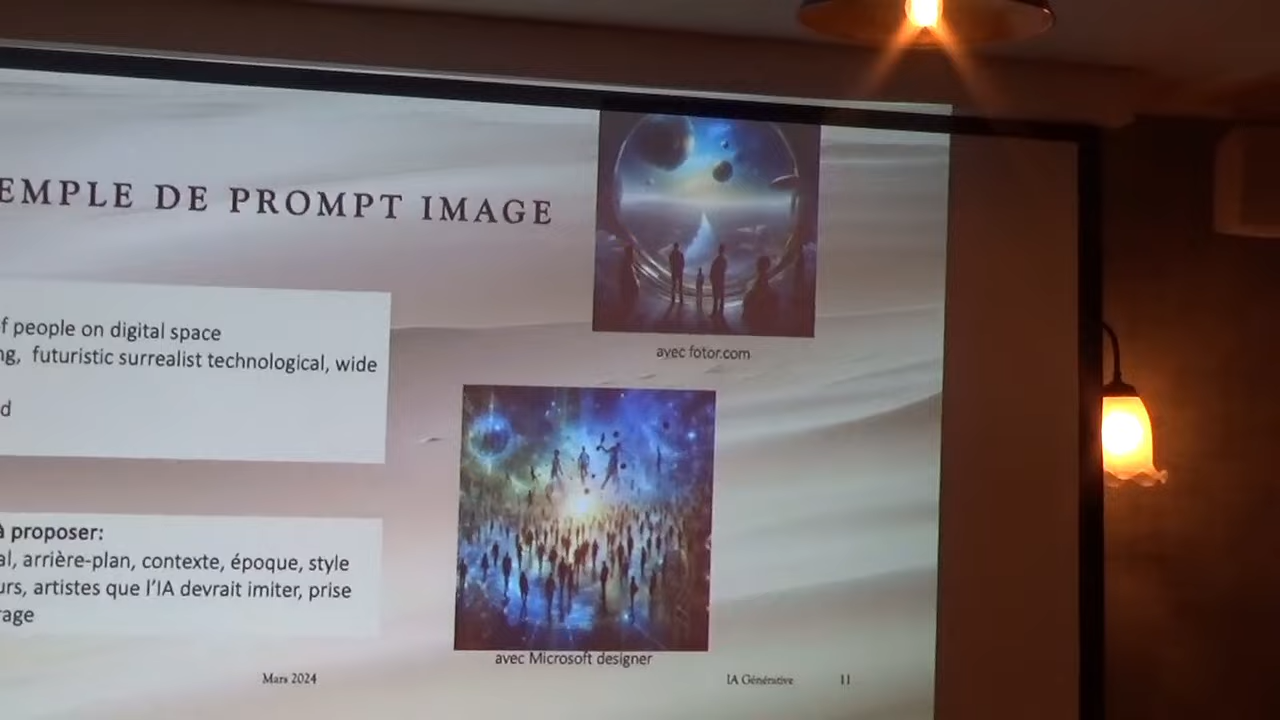 EMPLE DE PROMPT IMAGE
f people on digital space
ng, futuristic surrealist technological, wide
d
avec fotor.com
à proposer:
al, arrière-plan, contexte, époque, style
urs, artistes que l'IA devrait imiter, prise
rage
avec Microsoft designer
Mars 2024
IA Générative
11